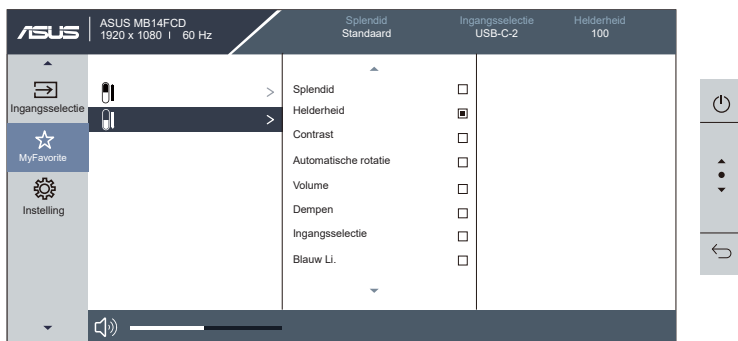 ASUS
ASUS MB14FCD
1920 x 1080 I 60 Hz
Splendid
Standaard
Ingangsselectie
USB-C-2
Helderheid
100
Ingangsselectie
MyFavorite
Instelling
>
>
Splendid
Helderheid
Contrast
Automatische rotatie
Volume
Dempen
Ingangsselectie
Blauw Li.